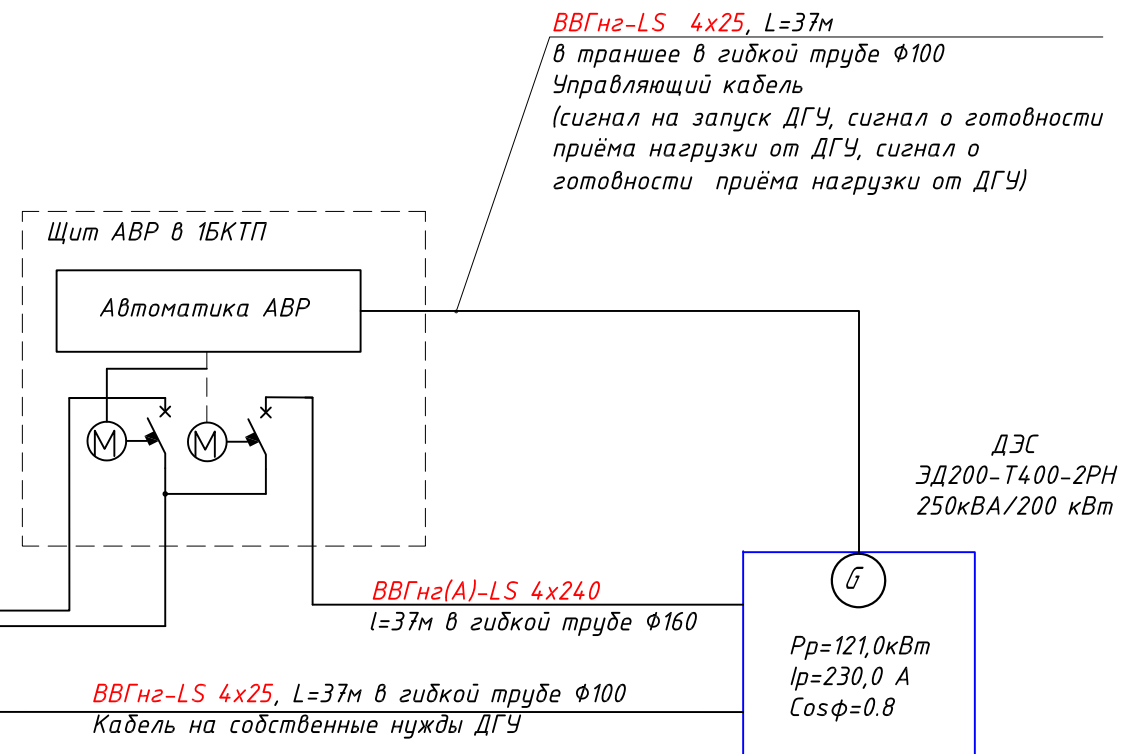 ВВГнг-LS 4х25, L=37м
в траншее в гибкой трубе Ф100
Управляющий кабель
(сигнал на запуск ДГУ, сигнал о готовности
приёма нагрузки от ДГУ, сигнал о
готовности приёма нагрузки от ДГУ)
Щит АВР в 1БКТП
Автоматика АВР
М
М
ДЭС
ЭД200-Т400-2РН
250кВА/200 кВт
G
ВВГнг(А)-LS 4х240
l=37м в гибкой трубе Ф160
Рр=121,0кВт
Iр=230,0 А
Cosφ=0.8
ВВГнг-LS 4х25, L=37м в гибкой трубе Ф100
Кабель на собственные нужды ДГУ